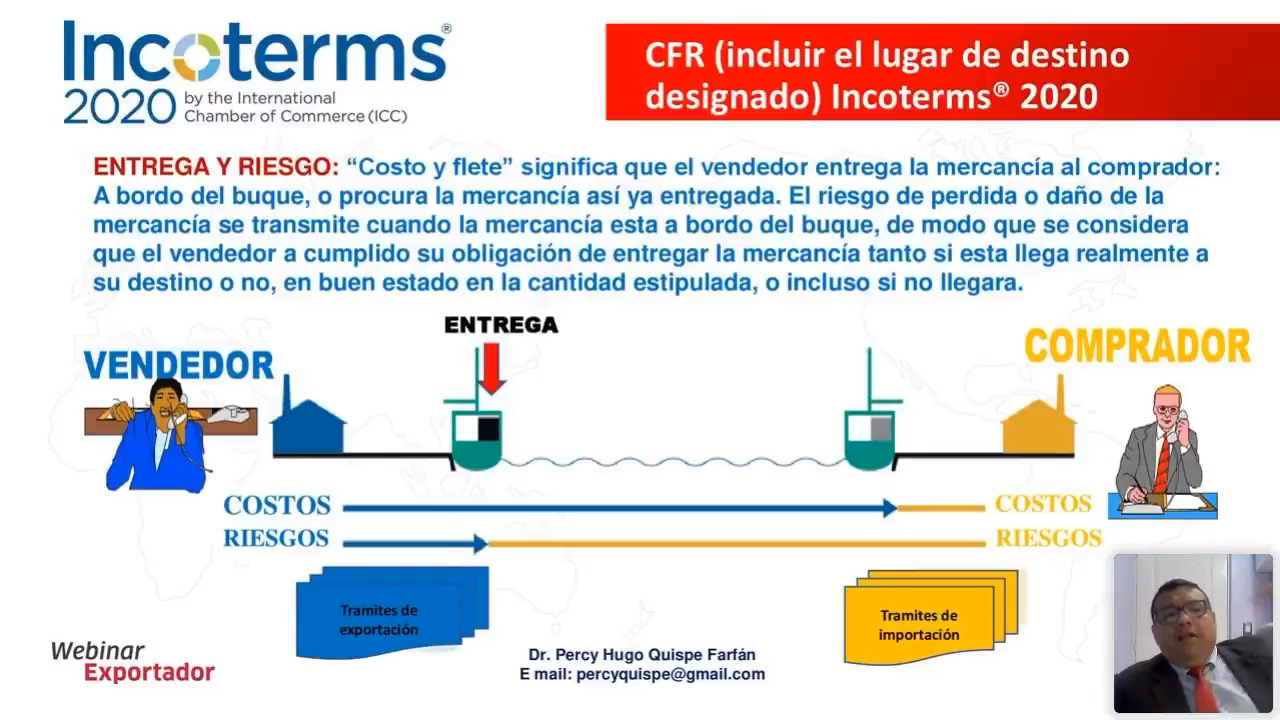 Incoterms®
2020 by the International
Chamber of Commerce (ICC)
CFR (incluir el lugar de destino
designado) Incoterms® 2020
ENTREGA Y RIESGO: “Costo y flete” significa que el vendedor entrega la mercancía al comprador:
A bordo del buque, o procura la mercancía así ya entregada. El riesgo de perdida o daño de la
mercancía se transmite cuando la mercancía esta a bordo del buque, de modo que se considera
que el vendedor a cumplido su obligación de entregar la mercancía tanto si esta llega realmente a
su destino o no, en buen estado en la cantidad estipulada, o incluso si no llegara.
ENTREGA
VENDEDOR
COMPRADOR
COSTOS
COSTOS
RIESGOS
RIESGOS
Tramites de
exportación
Tramites de
importación
Webinar
Exportador
Dr. Percy Hugo Quispe Farfán
E mail: percyquispe@gmail.com